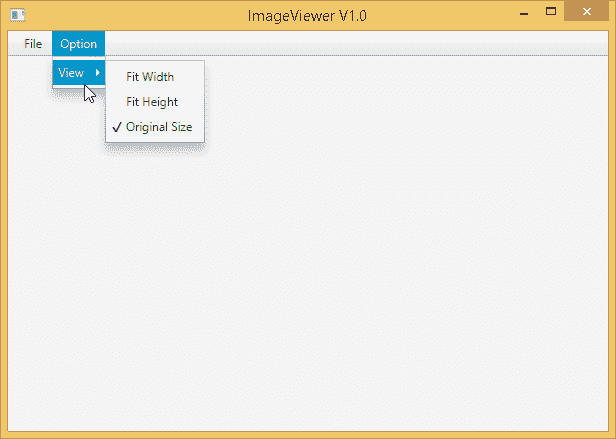 ImageViewer V1.0
File Option
View
Fit Width
Fit Height
Original Size